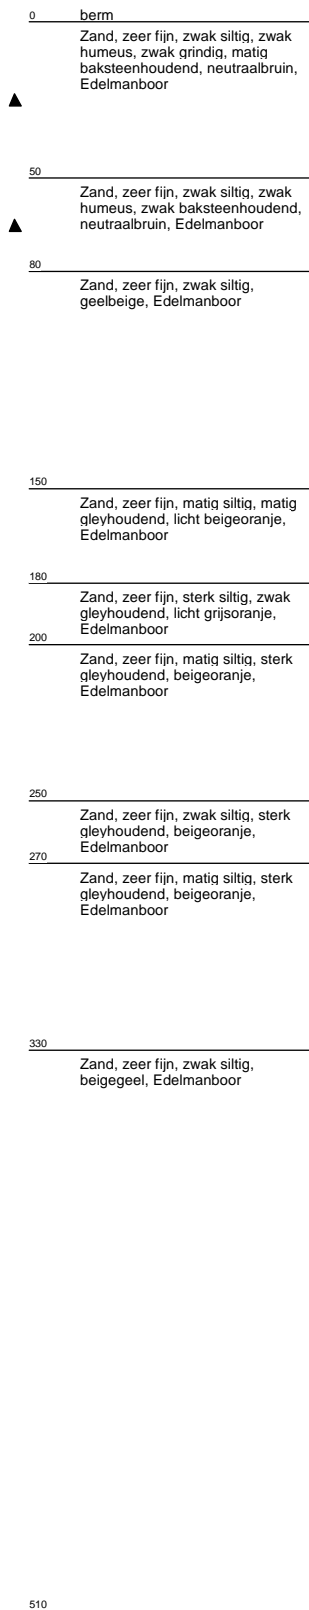 0 berm
Zand, zeer fijn, zwak siltig, zwak
humeus, zwak grindig, matig
baksteenhoudend, neutraalbruin,
Edelmanboor
50
Zand, zeer fijn, zwak siltig, zwak
humeus, zwak baksteenhoudend,
neutraalbruin, Edelmanboor
80
Zand, zeer fijn, zwak siltig,
geelbeige, Edelmanboor
150
Zand, zeer fijn, matig siltig, matig
gleyhoudend, licht beigeoranje,
Edelmanboor
180
Zand, zeer fijn, sterk siltig, zwak
gleyhoudend, licht grijsoranje,
Edelmanboor
200
Zand, zeer fijn, matig siltig, sterk
gleyhoudend, beigeoranje,
Edelmanboor
250
Zand, zeer fijn, zwak siltig, sterk
gleyhoudend, beigeoranje,
Edelmanboor
270
Zand, zeer fijn, matig siltig, sterk
gleyhoudend, beigeoranje,
Edelmanboor
330
Zand, zeer fijn, zwak siltig,
beigegeel, Edelmanboor
510